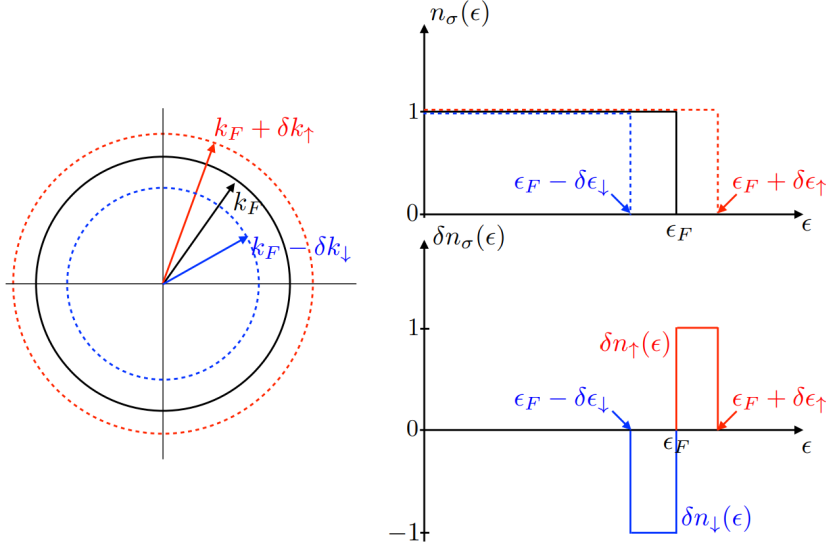 k_F + δk_↑
k_F
k_F − δk_↓
n_σ(ϵ)
1
ϵ_F − δϵ_↓
ϵ_F + δϵ_↑
0
ϵ_F
ϵ
δn_σ(ϵ)
1
δn_↑(ϵ)
ϵ_F − δϵ_↓
ϵ_F + δϵ_↑
0
ϵ_F
ϵ
δn_↓(ϵ)
−1